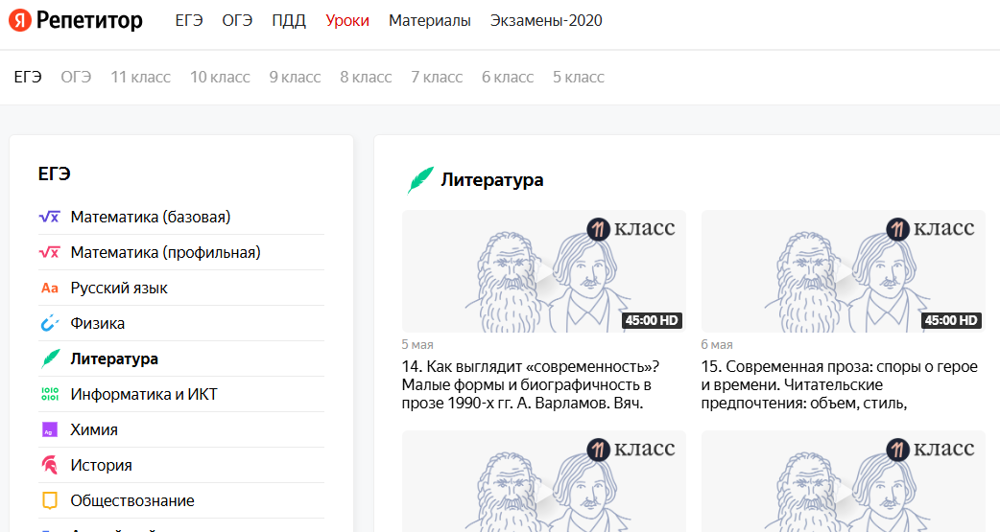 Я Репетитор ЕГЭ ОГЭ ПДД Уроки Материалы Экзамены-2020
ЕГЭ ОГЭ 11 класс 10 класс 9 класс 8 класс 7 класс 6 класс 5 класс
ЕГЭ
√x Математика (базовая)
√x Математика (профильная)
Aa Русский язык
Физика
Литература
0101 0101 Информатика и ИКТ
Ag Химия
История
Обществознание
Литература
11 класс
45:00 HD
5 мая
14. Как выглядит «современность»?
Малые формы и биографичность в
прозе 1990-х гг. А. Варламов. Вяч.
11 класс
45:00 HD
6 мая
15. Современная проза: споры о герое
и времени. Читательские
предпочтения: объем, стиль,
11 класс
11 класс